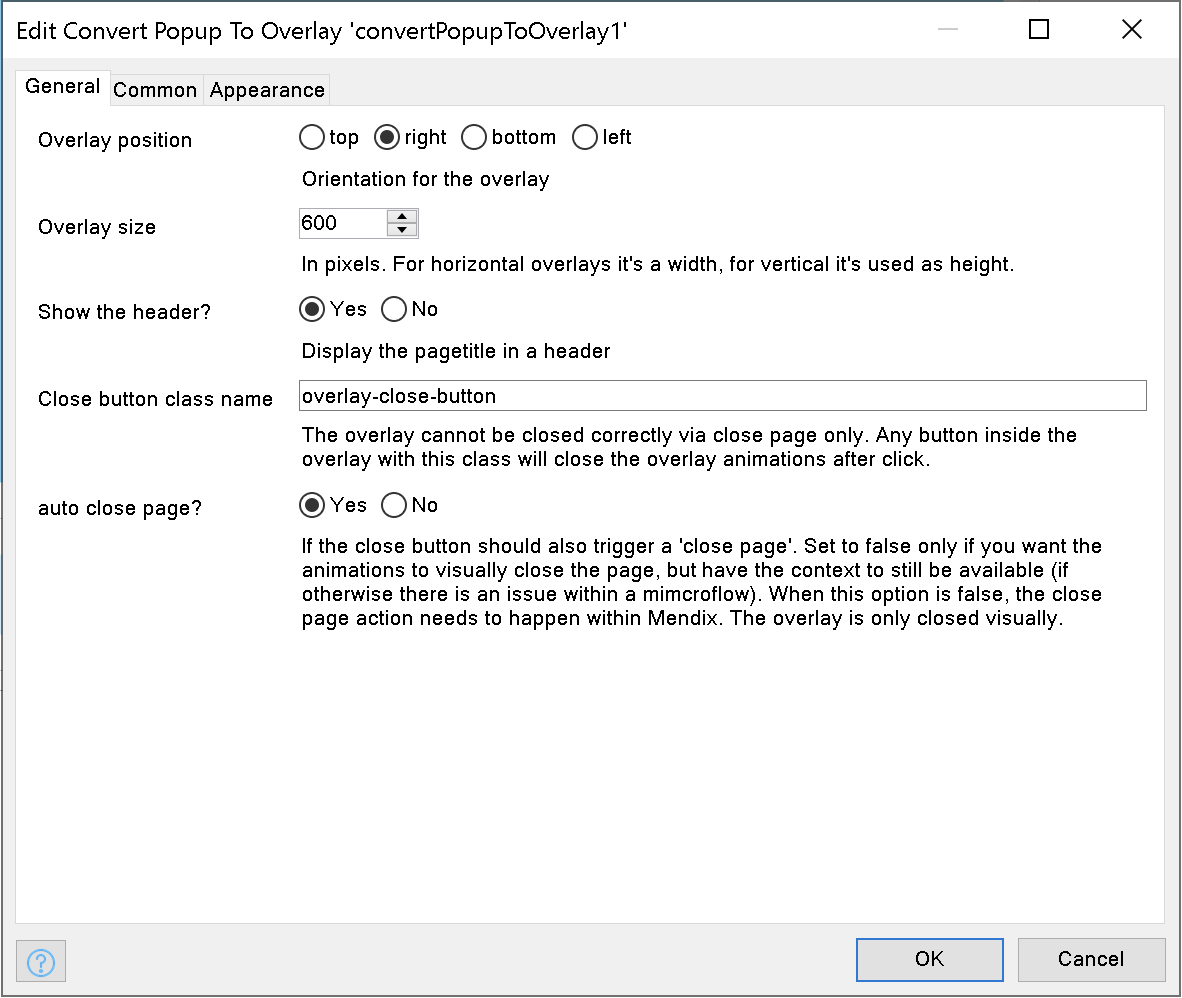 Edit Convert Popup To Overlay 'convertPopupToOverlay1'
General Common Appearance
Overlay position top right bottom left
Orientation for the overlay
Overlay size 600
In pixels. For horizontal overlays it's a width, for vertical it's used as height.
Show the header? Yes No
Display the pagetitle in a header
Close button class name overlay-close-button
The overlay cannot be closed correctly via close page only. Any button inside the
overlay with this class will close the overlay animations after click.
auto close page? Yes No
If the close button should also trigger a 'close page'. Set to false only if you want the
animations to visually close the page, but have the context to still be available (if
otherwise there is an issue within a mimcroflow). When this option is false, the close
page action needs to happen within Mendix. The overlay is only closed visually.
? OK Cancel